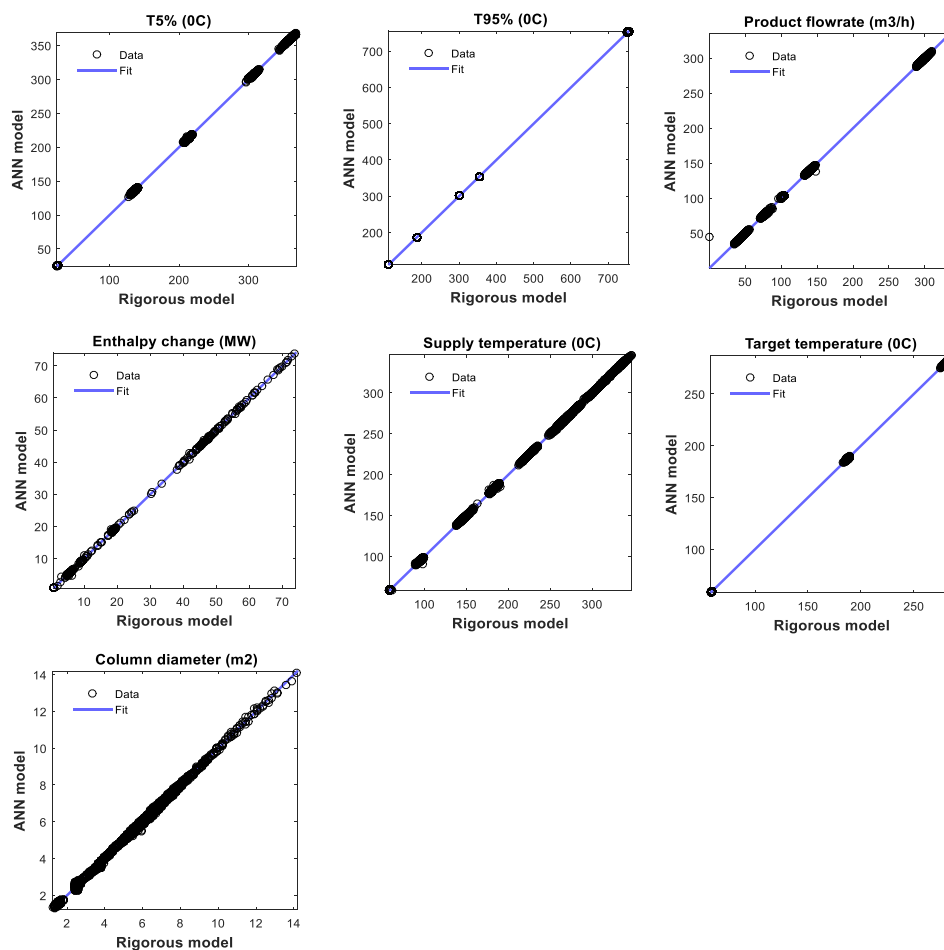 T5% (0C)
350
300
250
200
150
100
50
100
200
300
ANN model
Rigorous model
Data
Fit
T95% (0C)
700
600
500
400
300
200
200
300
400
500
600
700
ANN model
Rigorous model
Data
Fit
Product flowrate (m3/h)
300
250
200
150
100
50
50
100
150
200
250
300
ANN model
Rigorous model
Data
Fit
Enthalpy change (MW)
70
60
50
40
30
20
10
10
20
30
40
50
60
70
ANN model
Rigorous model
Data
Fit
Supply temperature (0C)
300
250
200
150
100
100
150
200
250
300
ANN model
Rigorous model
Data
Fit
Target temperature (0C)
250
200
150
100
100
150
200
250
ANN model
Rigorous model
Data
Fit
Column diameter (m2)
14
12
10
8
6
4
2
2
4
6
8
10
12
14
ANN model
Rigorous model
Data
Fit